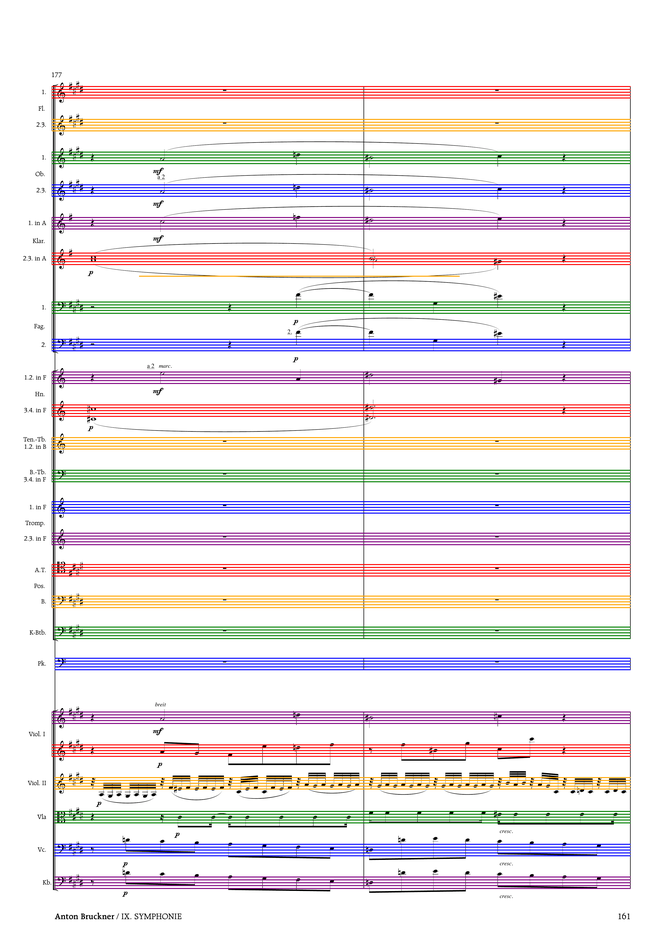 177
1.
Fl.
2.3.
1.
mf
a 2
Ob.
2.3.
mf
1. in A
mf
Klar.
2.3. in A
p
1.
p
Fag.
2.
2.
p
a 2 marc.
1.2. in F
mf
Hn.
3.4. in F
p
Ten.-Tb.
1.2. in B
B.-Tb.
3.4. in F
1. in F
Tromp.
2.3. in F
A.T.
Pos.
B.
K-Btb.
Pk.
breit
mf
Viol. I
p
Viol. II
p
Vla
p
cresc.
Vc.
p
cresc.
Kb.
p
cresc.
Anton Bruckner / IX. SYMPHONIE
161